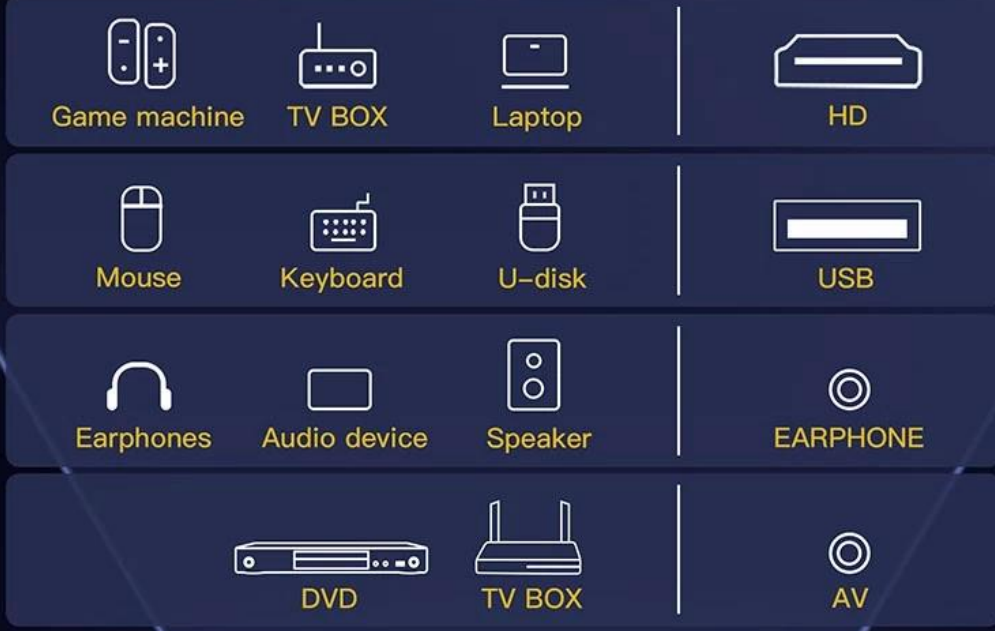 Game machine TV BOX Laptop HD
Mouse Keyboard U-disk USB
Earphones Audio device Speaker EARPHONE
DVD TV BOX AV